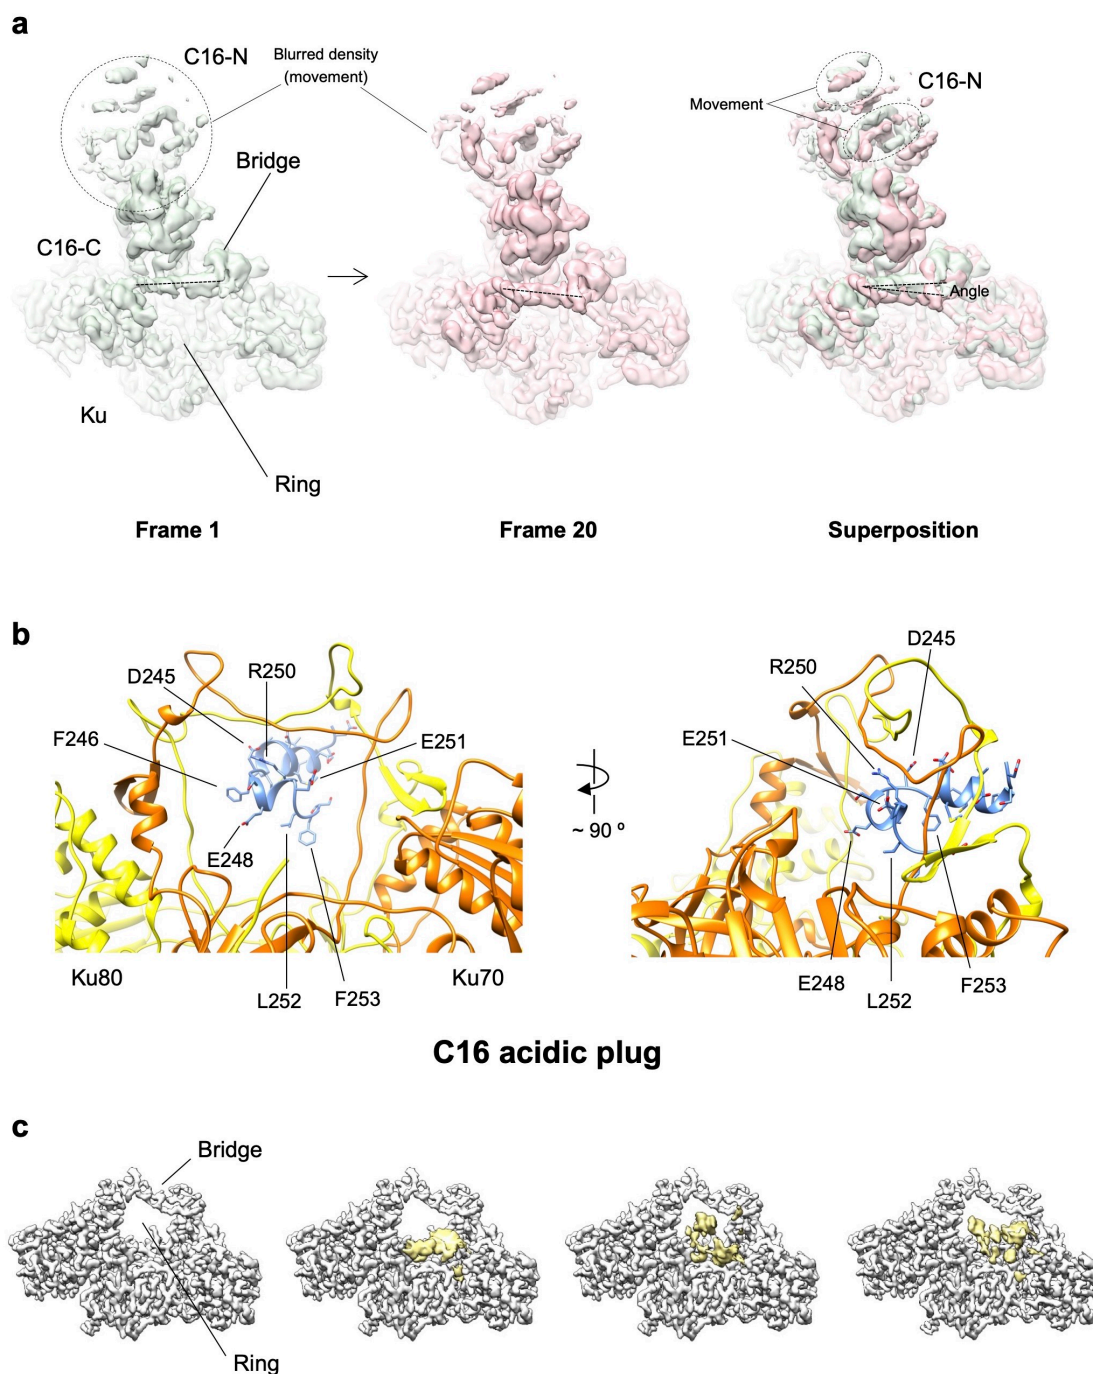 a
C16-N
Blurred density
(movement)
C16-N
Movement
Bridge
C16-C
Angle
Ku
Ring
Frame 1
Frame 20
Superposition
b
D245
R250
F246
E251
E248
Ku80
L252
F253
Ku70
~ 90 º
D245
R250
E251
E248
L252
F253
C16 acidic plug
c
Bridge
Ring